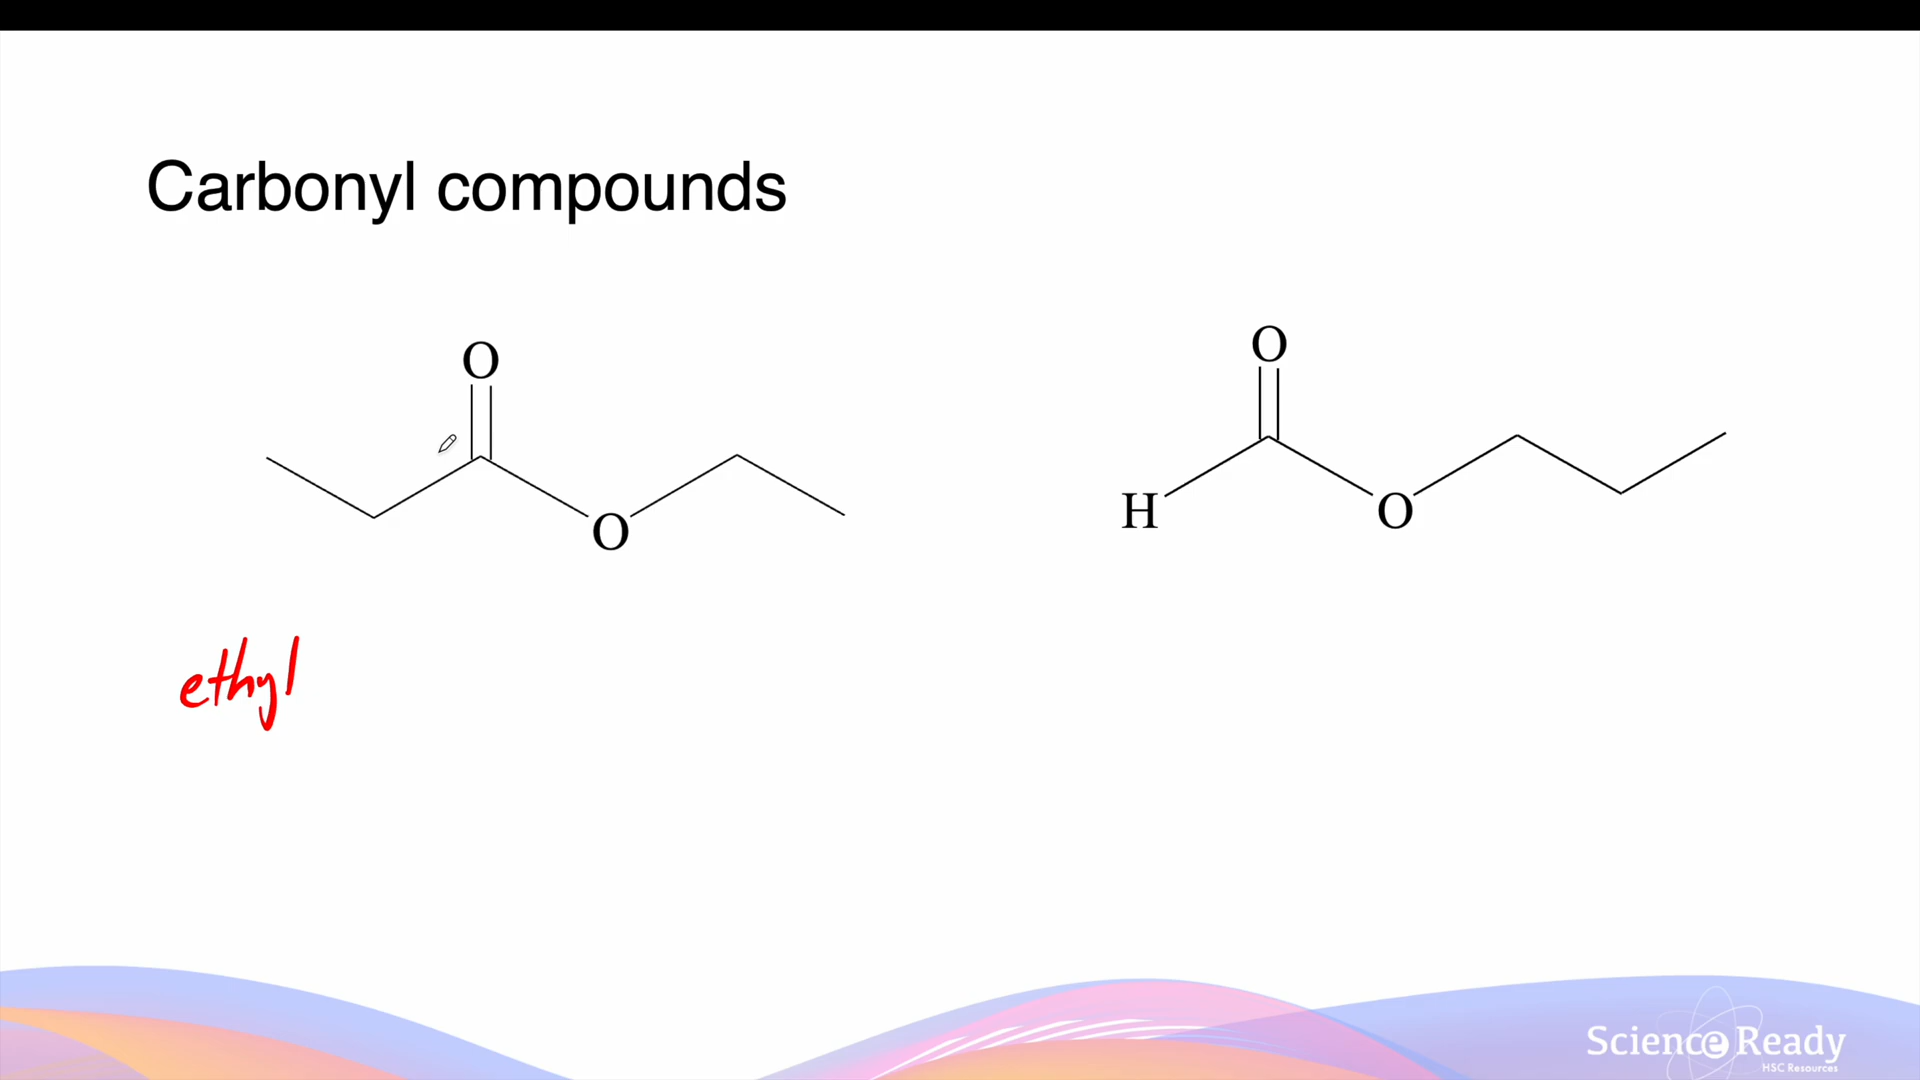 Carbonyl compounds
O
O
O
H
O
ethyl
Science Ready
HSC Resources